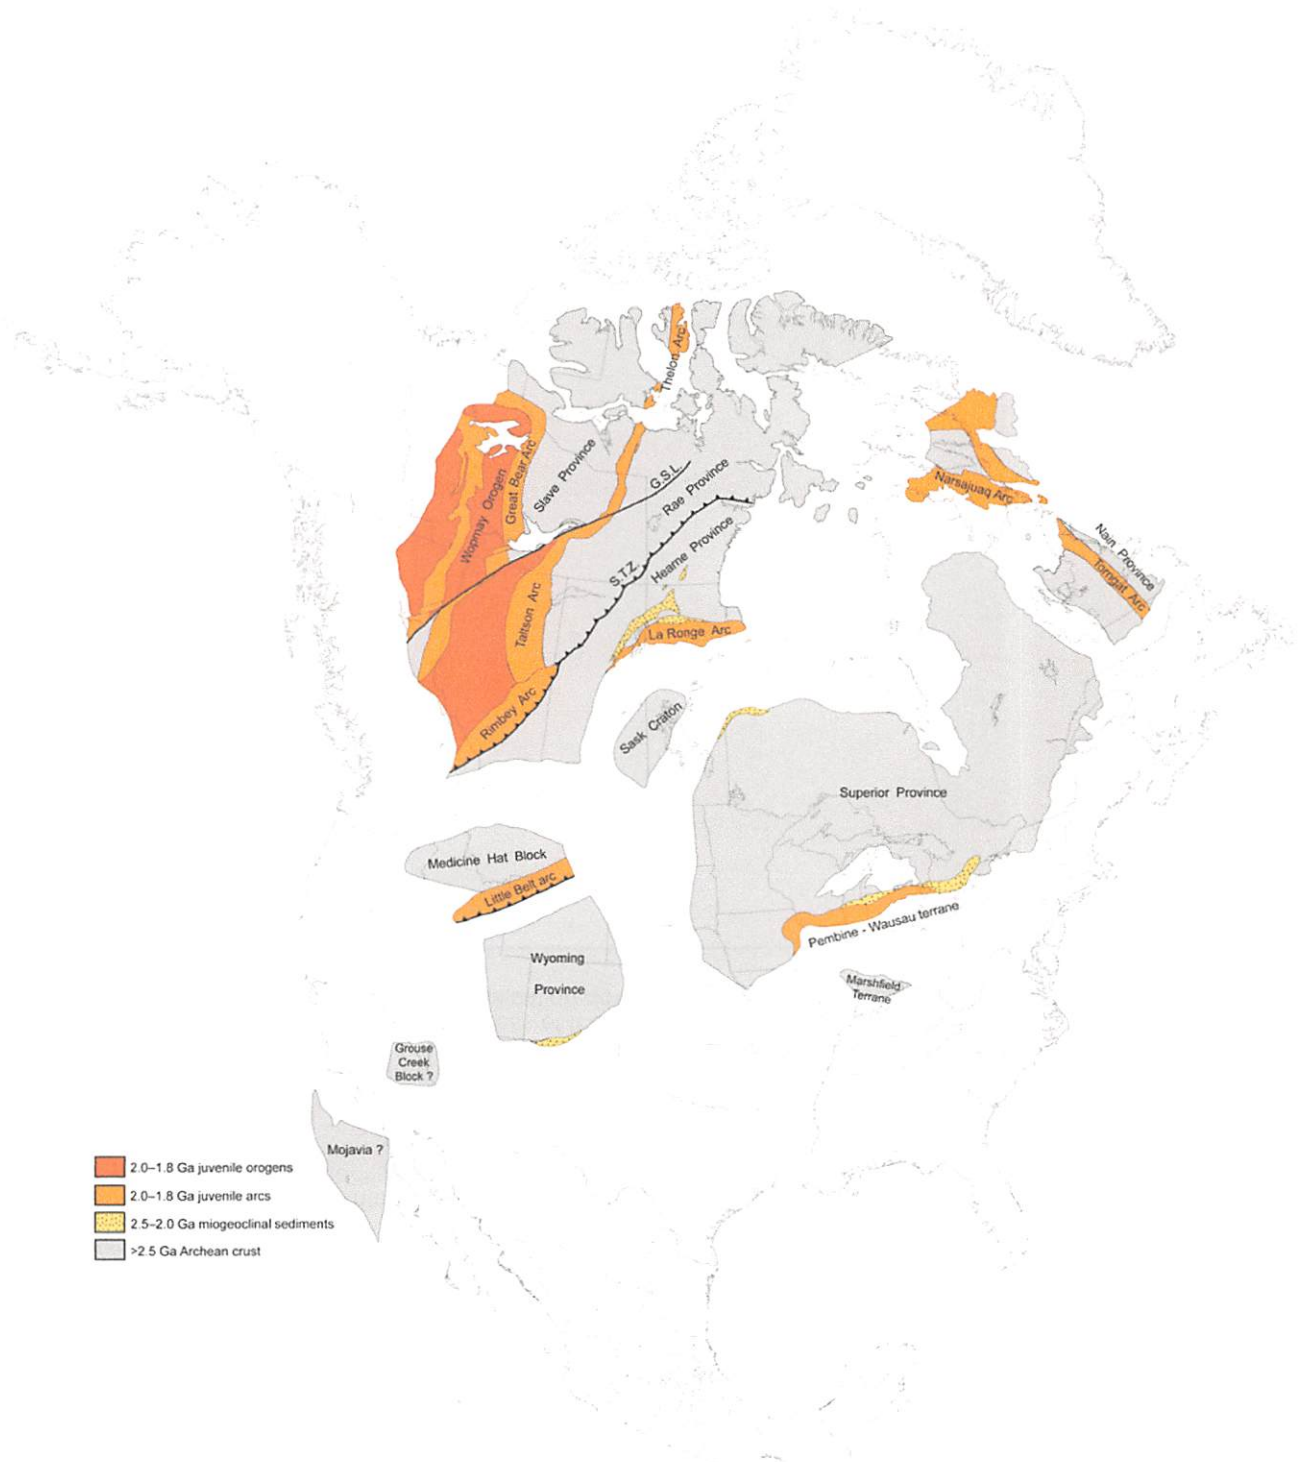 Thelon Arc
Great Bear Arc
Slave Province
Wopmay Orogen
G.S.L.
Rae Province
Narsajuaq Arc
Nain Province
Torngat Arc
S.T.Z.
Hearne Province
Taltson Arc
La Ronge Arc
Rimbey Arc
Sask Craton
Superior Province
Medicine Hat Block
Little Belt arc
Pembine - Wausau terrane
Wyoming
Province
Marshfield
Terrane
Grouse
Creek
Block ?
Mojavia ?
2.0–1.8 Ga juvenile orogens
2.0–1.8 Ga juvenile arcs
2.5–2.0 Ga miogeoclinal sediments
>2.5 Ga Archean crust